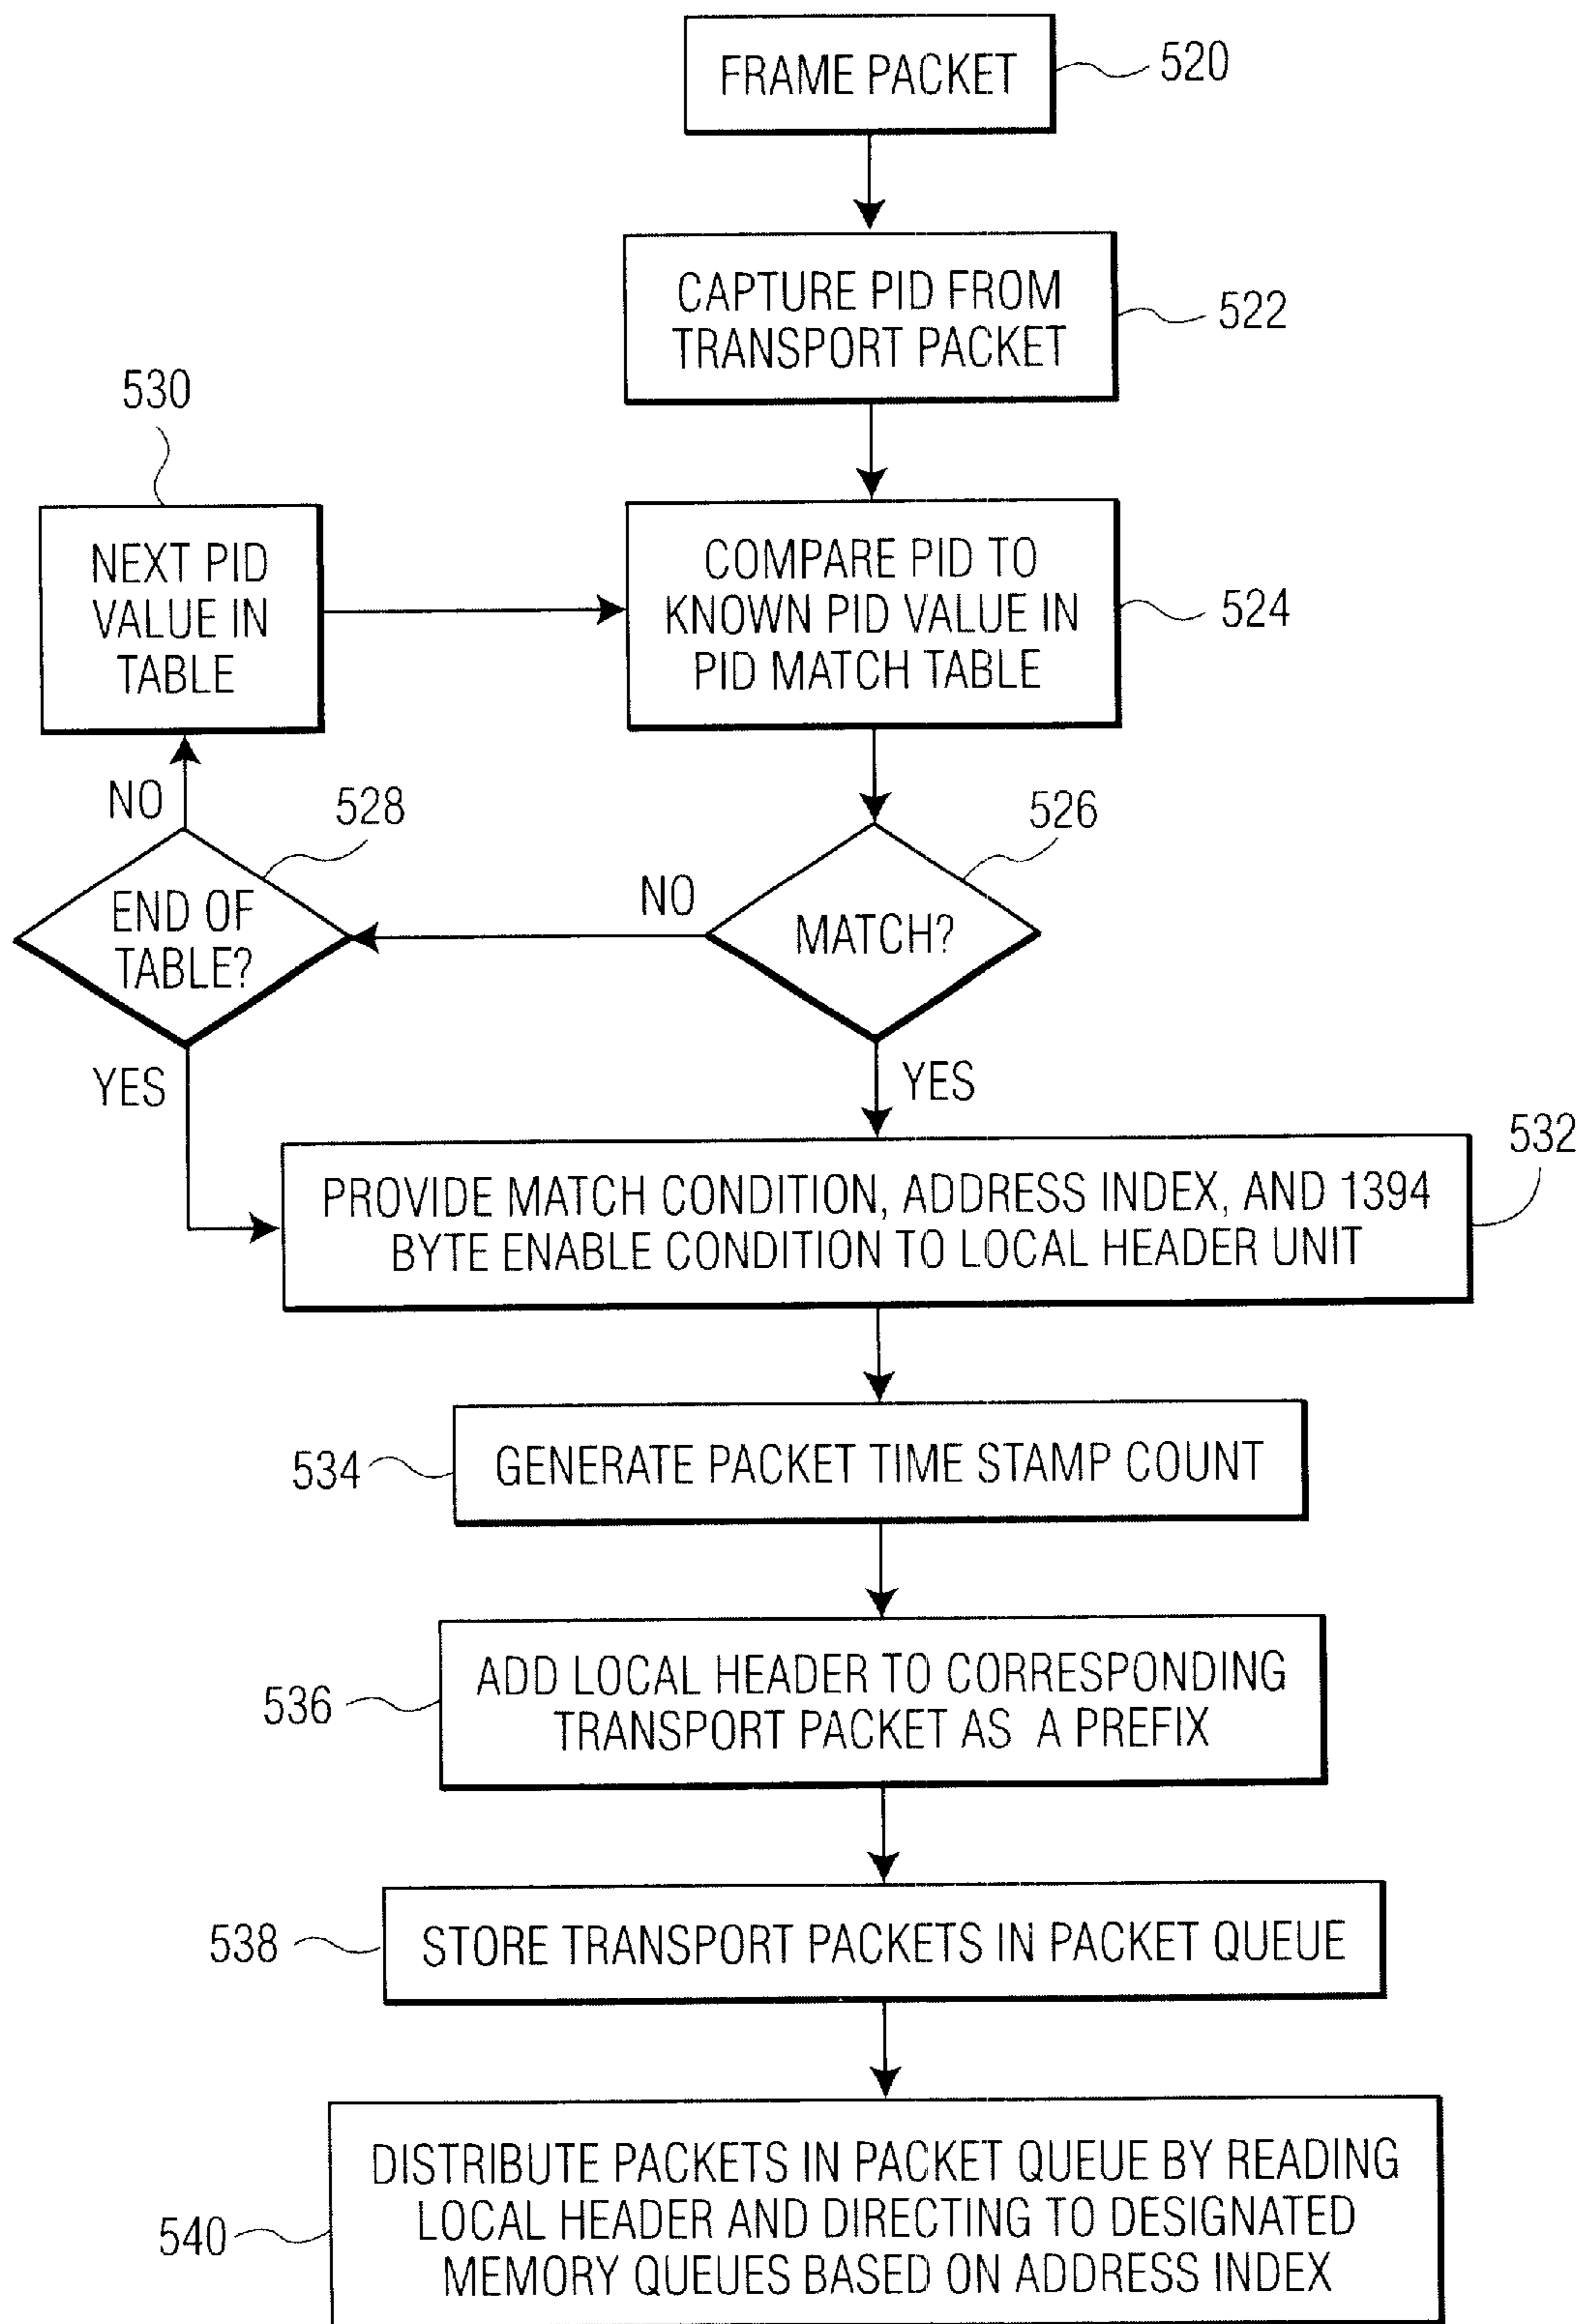 FRAME PACKET
520
CAPTURE PID FROM
TRANSPORT PACKET
522
530
NEXT PID
VALUE IN
TABLE
COMPARE PID TO
KNOWN PID VALUE IN
PID MATCH TABLE
524
NO
528
526
END OF
TABLE?
NO
MATCH?
YES
YES
532
PROVIDE MATCH CONDITION, ADDRESS INDEX, AND 1394
BYTE ENABLE CONDITION TO LOCAL HEADER UNIT
534
GENERATE PACKET TIME STAMP COUNT
536
ADD LOCAL HEADER TO CORRESPONDING
TRANSPORT PACKET AS A PREFIX
538
STORE TRANSPORT PACKETS IN PACKET QUEUE
540
DISTRIBUTE PACKETS IN PACKET QUEUE BY READING
LOCAL HEADER AND DIRECTING TO DESIGNATED
MEMORY QUEUES BASED ON ADDRESS INDEX